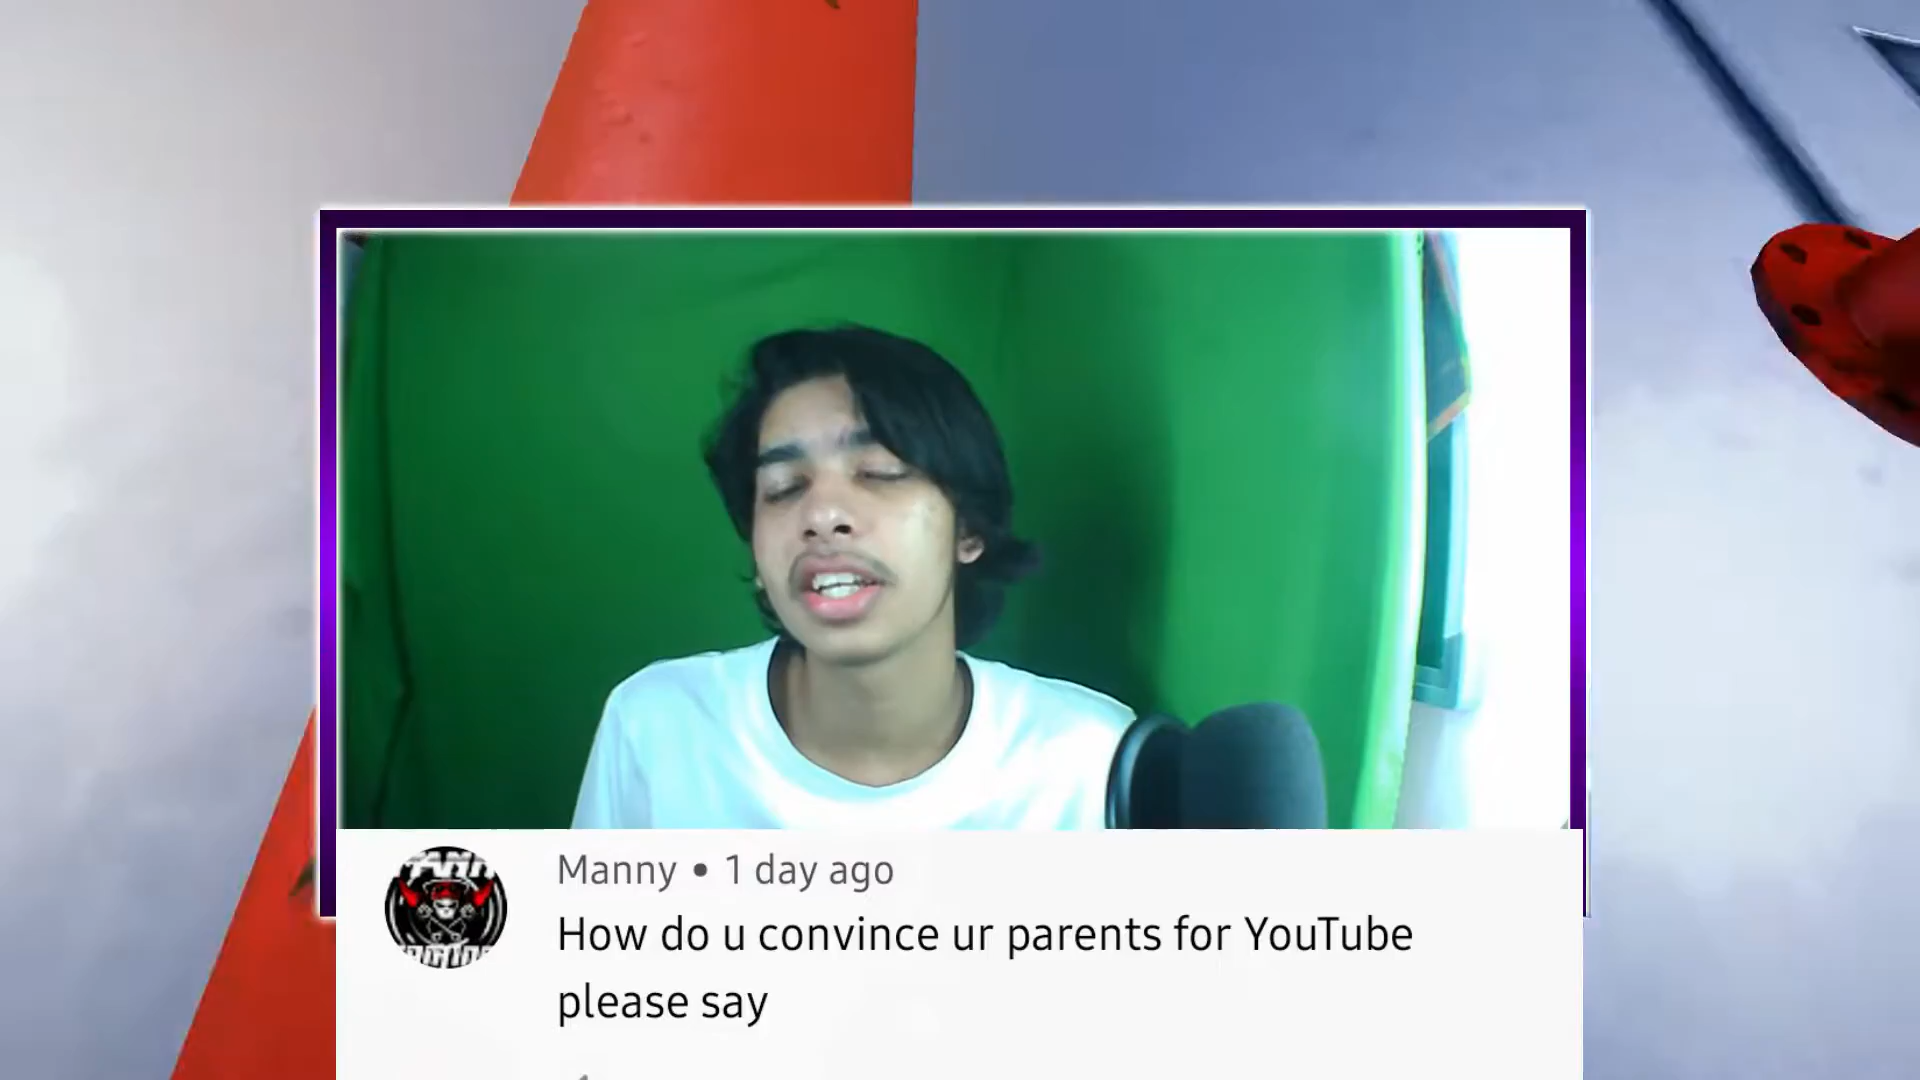 Manny • 1 day ago
How do u convince ur parents for YouTube
please say